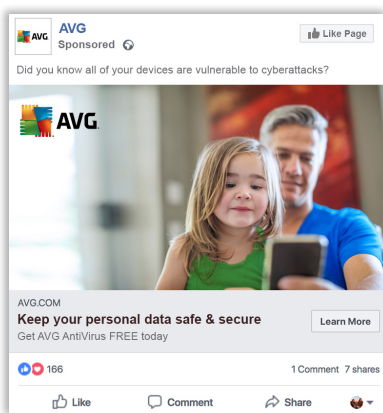 AVG
AVG
Sponsored
Like Page
Did you know all of your devices are vulnerable to cyberattacks?
AVG
AVG.COM
Keep your personal data safe & secure
Get AVG AntiVirus FREE today
Learn More
166
1 Comment 7 shares
Like
Comment
Share